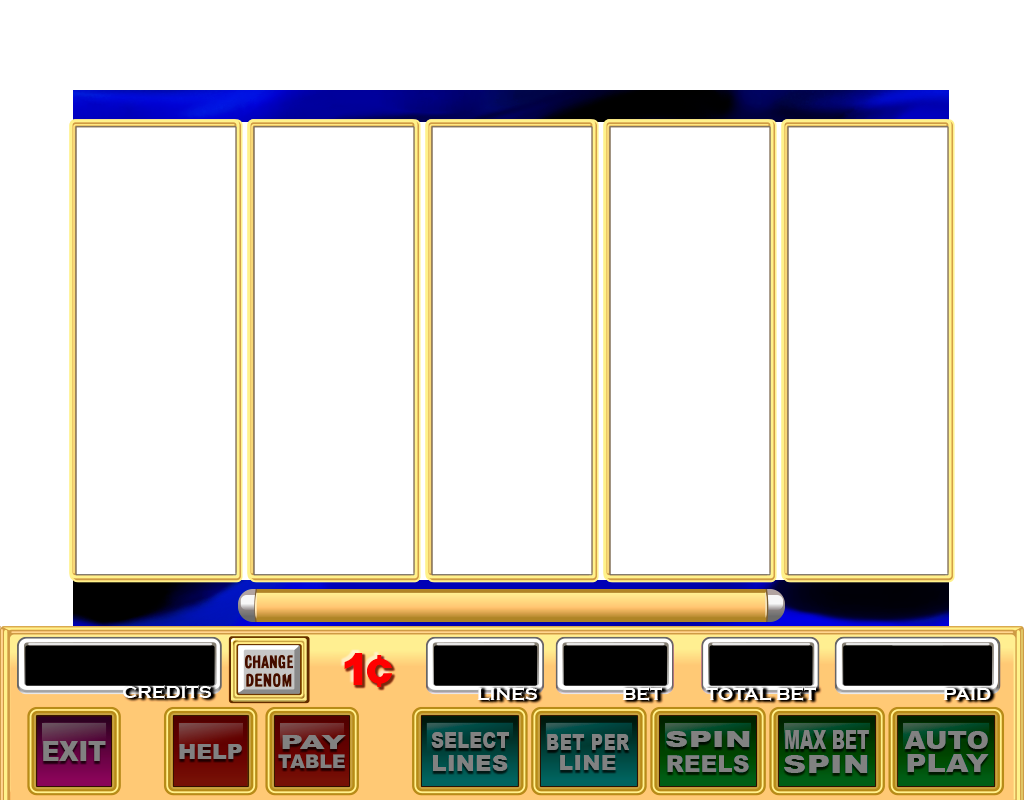 CHANGE
DENOM
1¢
CREDITS
LINES
BET
TOTAL BET
PAID
EXIT
HELP
PAY
TABLE
SELECT
LINES
BET PER
LINE
SPIN
REELS
MAX BET
SPIN
AUTO
PLAY